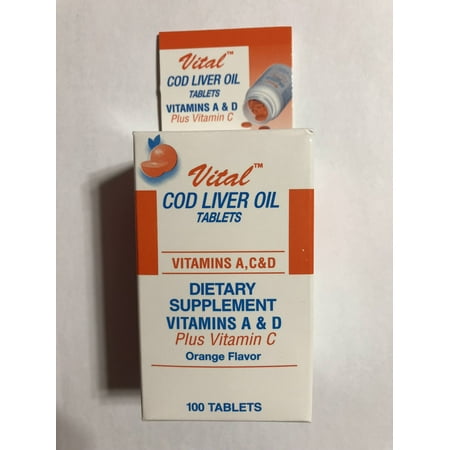 Vital™
COD LIVER OIL
TABLETS
VITAMINS A & D
Plus Vitamin C
Vital™
COD LIVER OIL
TABLETS
VITAMINS A,C&D
DIETARY
SUPPLEMENT
VITAMINS A & D
Plus Vitamin C
Orange Flavor
100 TABLETS